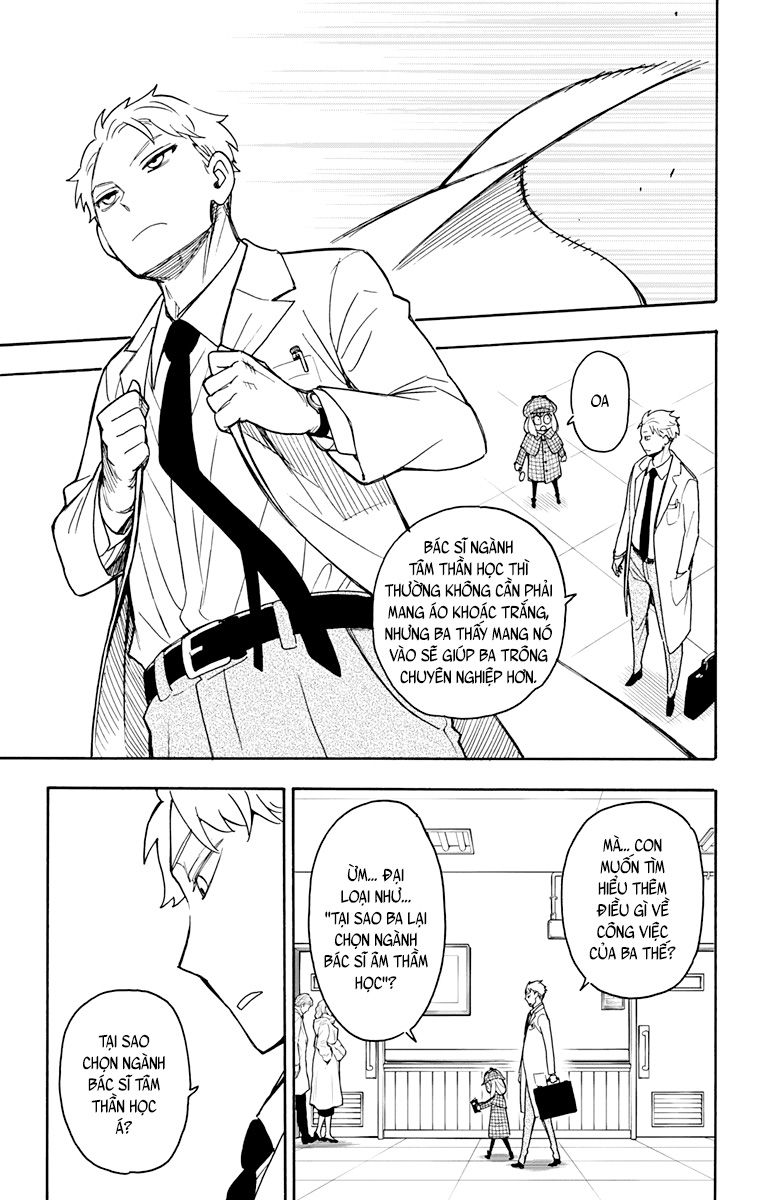 OA
BÁC SĨ NGÀNH
TÂM THẦN HỌC THÌ
THƯỜNG KHÔNG CẦN PHẢI
MANG ÁO KHOÁC TRẮNG,
NHƯNG BA THẤY MANG NÓ
VÀO SẼ GIÚP BA TRÔNG
CHUYÊN NGHIỆP HƠN.
MÀ... CON
MUỐN TÌM
HIỂU THÊM
ĐIỀU GÌ VỀ
CÔNG VIỆC
CỦA BA THẾ?
ỪM... ĐẠI
LOẠI NHƯ...
"TẠI SAO BA LẠI
CHỌN NGÀNH
BÁC SĨ ÂM THẦM
HỌC"?
TẠI SAO
CHỌN NGÀNH
BÁC SĨ TÂM
THẦN HỌC
Á?